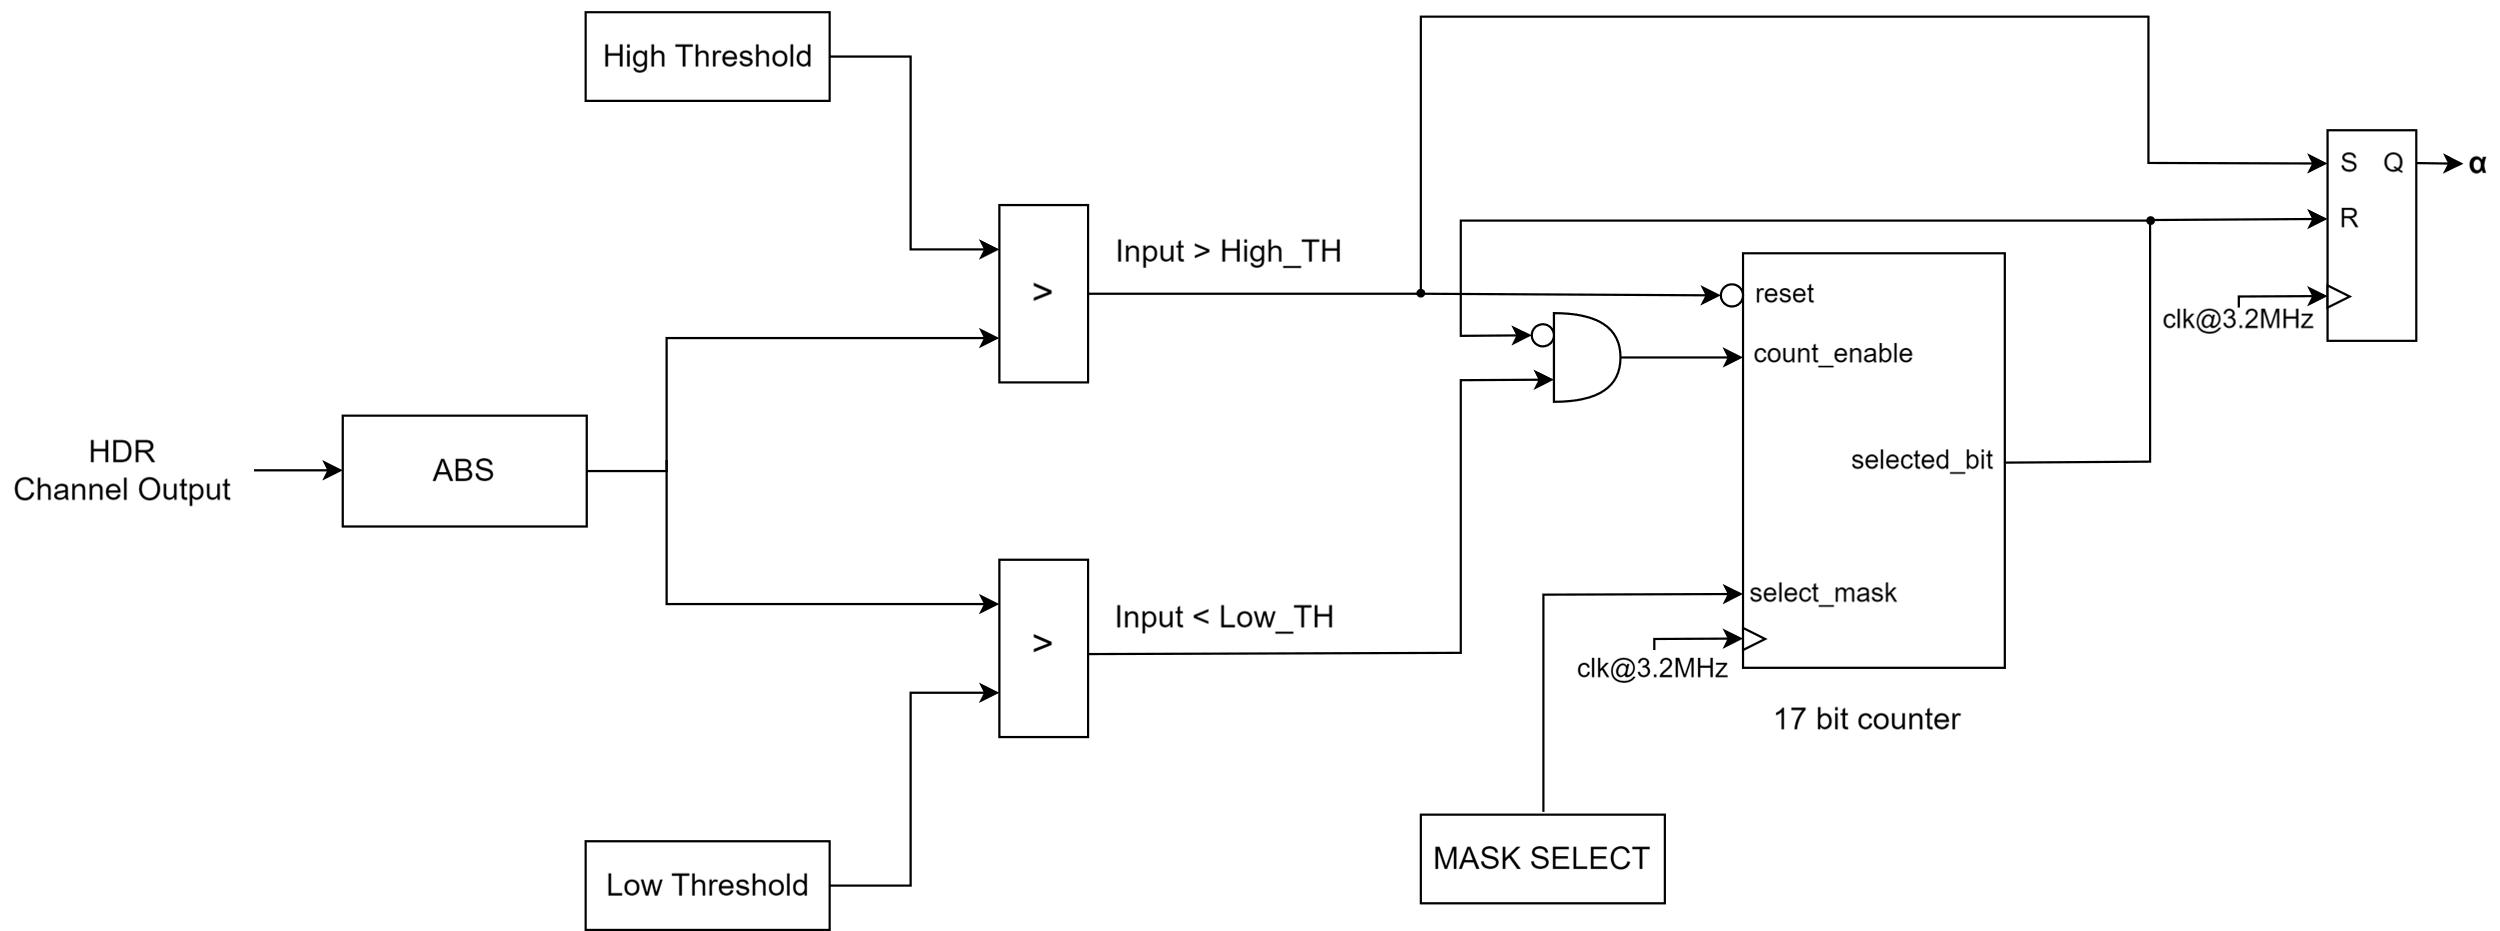 High Threshold
>
Input > High_TH
S
Q
α
R
clk@3.2MHz
reset
count_enable
HDR
Channel Output
ABS
selected_bit
>
Input < Low_TH
select_mask
clk@3.2MHz
17 bit counter
MASK SELECT
Low Threshold